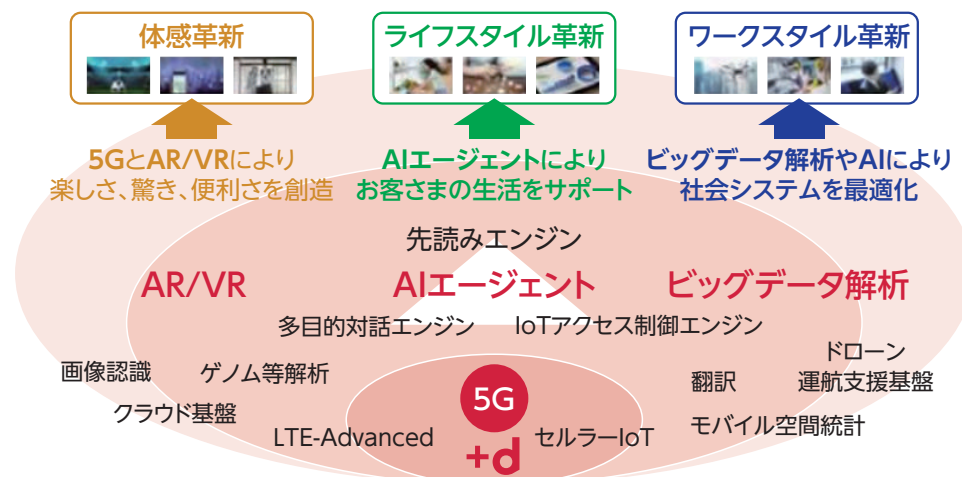 体感革新
ライフスタイル革新
ワークスタイル革新
5GとAR/VRにより
楽しさ、驚き、便利さを創造
AIエージェントにより
お客さまの生活をサポート
ビッグデータ解析やAIにより
社会システムを最適化
先読みエンジン
AR/VR
AIエージェント
ビッグデータ解析
多目的対話エンジン
IoTアクセス制御エンジン
画像認識
ゲノム等解析
クラウド基盤
翻訳
ドローン
運航支援基盤
モバイル空間統計
5G
LTE-Advanced
+d
セルラーIoT